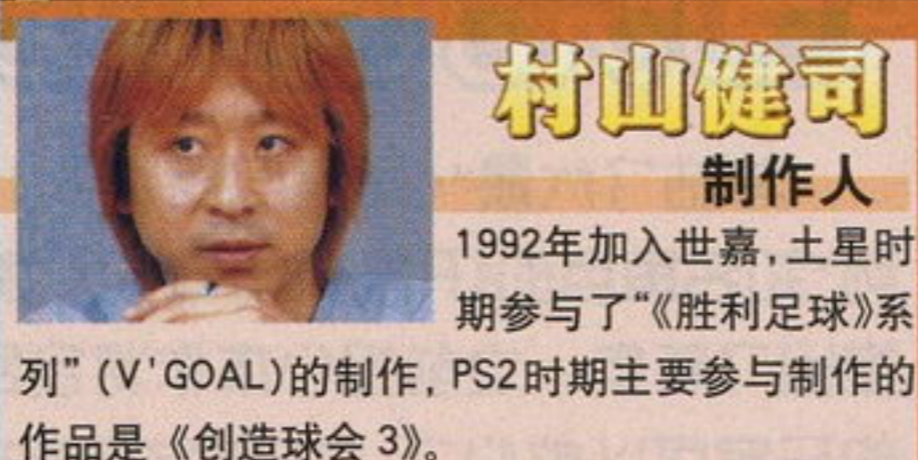 村山健司
制作人
1992年加入世嘉，土星时
期参与了“《胜利足球》系
列”(V'GOAL)的制作，PS2时期主要参与制作的
作品是《创造球会3》。